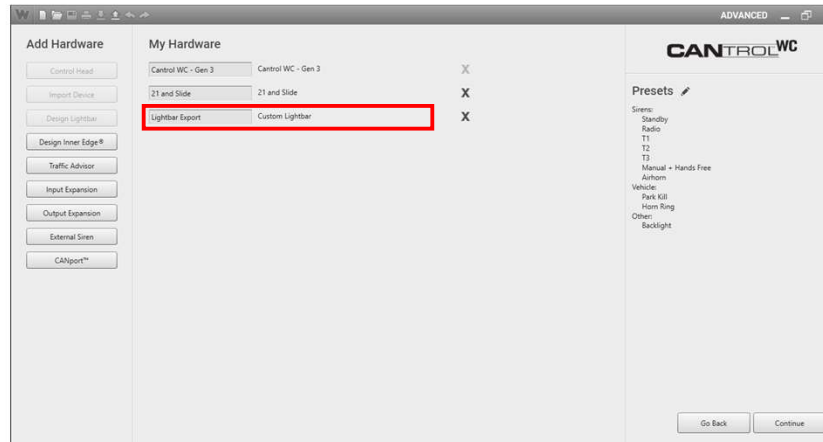 ADVANCED
Add Hardware
Control Head
Import Device
Design Lightbar
Design Inner Edge®
Traffic Advisor
Input Expansion
Output Expansion
External Siren
CANport™
My Hardware
Cantrol WC - Gen 3 Cantrol WC - Gen 3 X
21 and Slide 21 and Slide X
Lightbar Export Custom Lightbar X
CANTROL WC
Presets
Sirens:
Standby
Radio
T1
T2
T3
Manual + Hands Free
Airhorn
Vehicle:
Park Kill
Horn Ring
Other:
Backlight
Go Back Continue